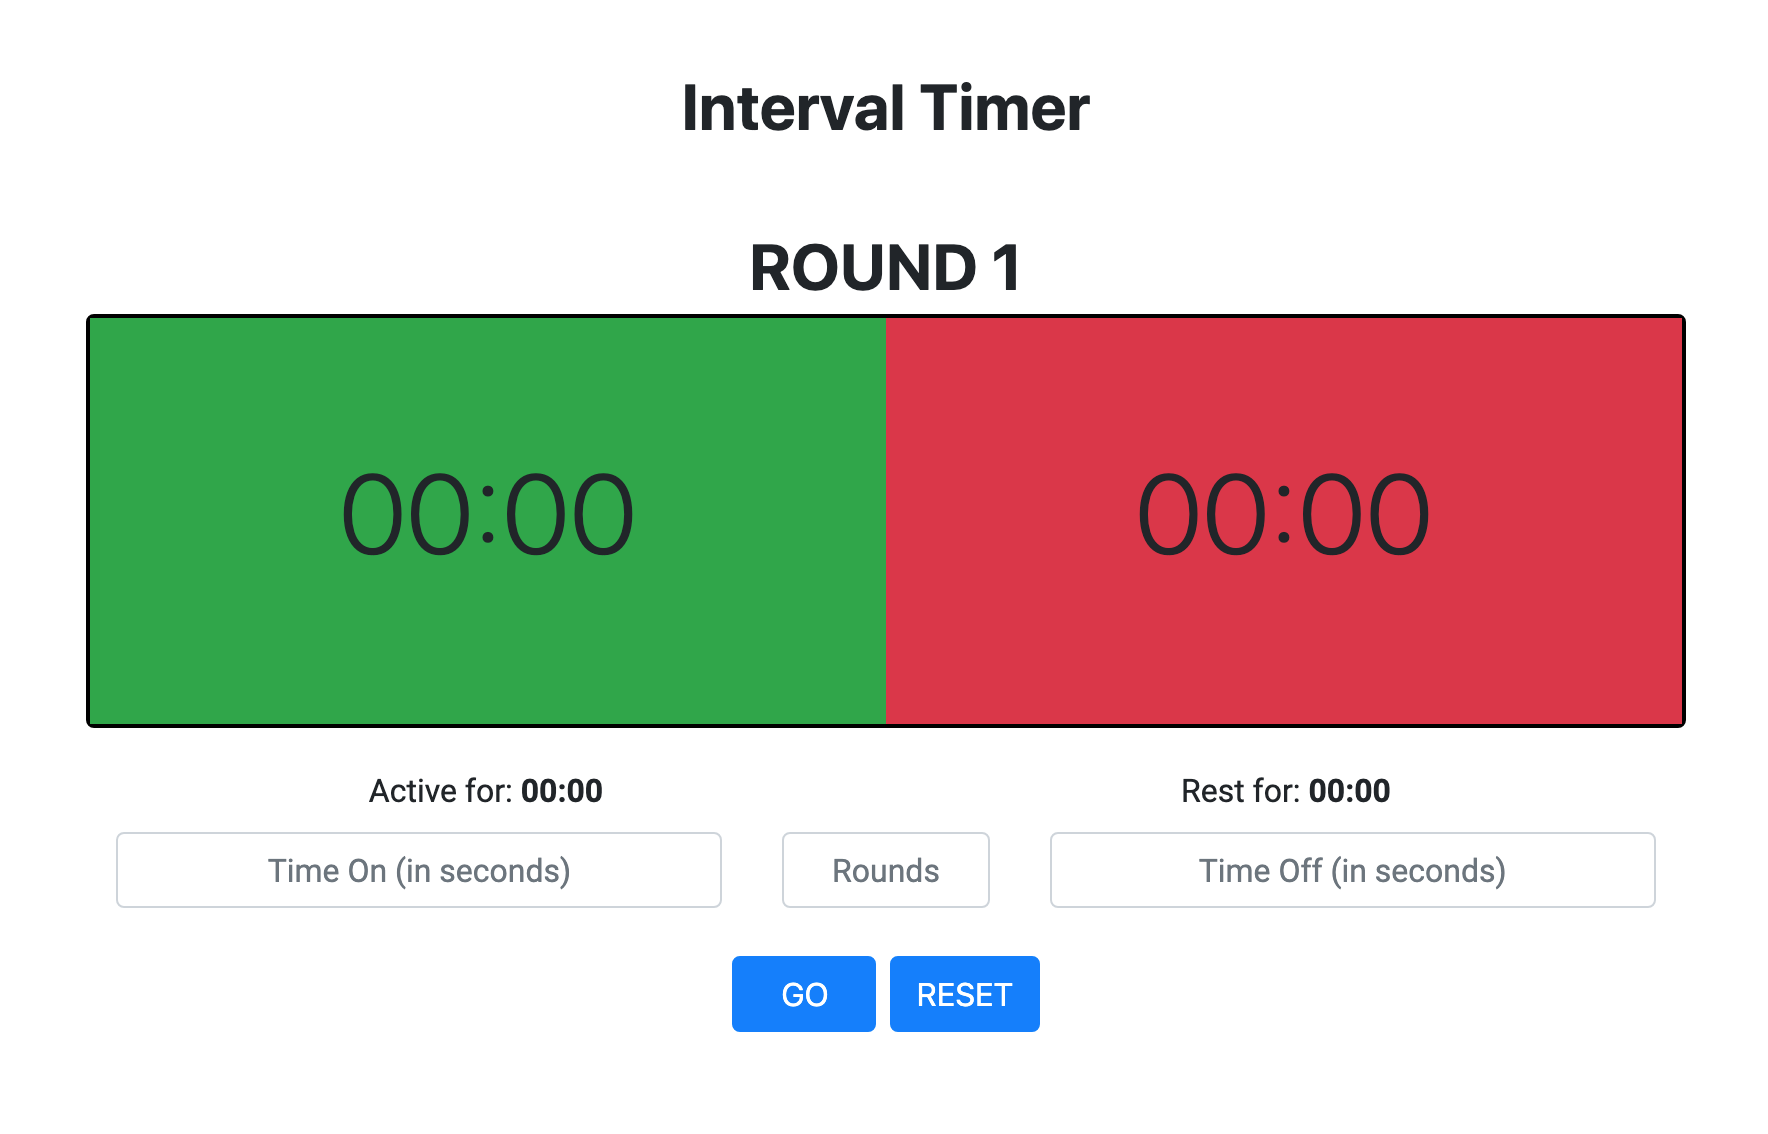 Interval Timer
ROUND 1
00:00 00:00
Active for: 00:00 Rest for: 00:00
Time On (in seconds) Rounds Time Off (in seconds)
GO RESET